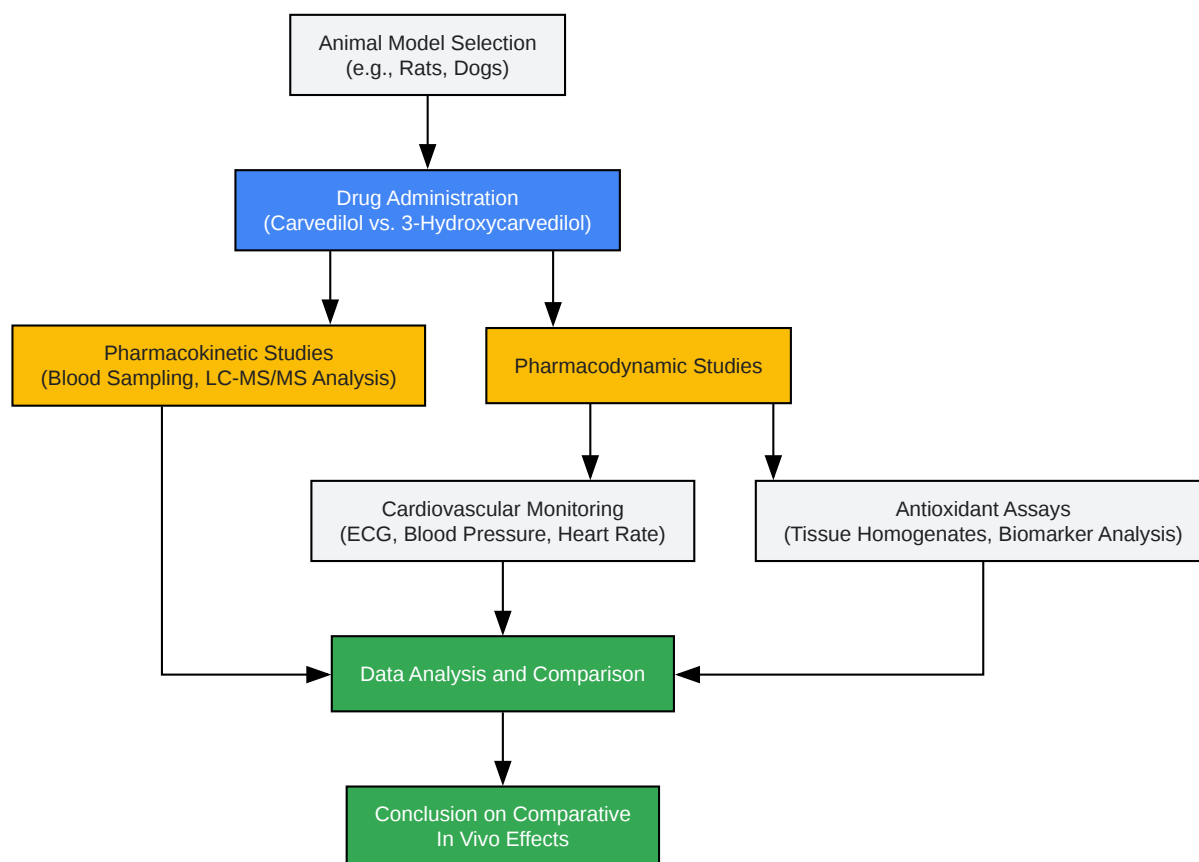 Animal Model Selection
(e.g., Rats, Dogs)
Drug Administration
(Carvedilol vs. 3-Hydroxycarvedilol)
Pharmacokinetic Studies
(Blood Sampling, LC-MS/MS Analysis)
Pharmacodynamic Studies
Cardiovascular Monitoring
(ECG, Blood Pressure, Heart Rate)
Antioxidant Assays
(Tissue Homogenates, Biomarker Analysis)
Data Analysis and Comparison
Conclusion on Comparative
In Vivo Effects